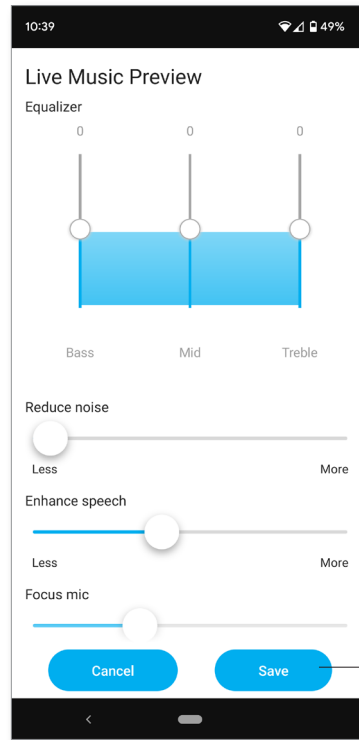 10:39 49%
Live Music Preview
Equalizer
0 0 0
Bass Mid Treble
Reduce noise
Less More
Enhance speech
Less More
Focus mic
Cancel Save